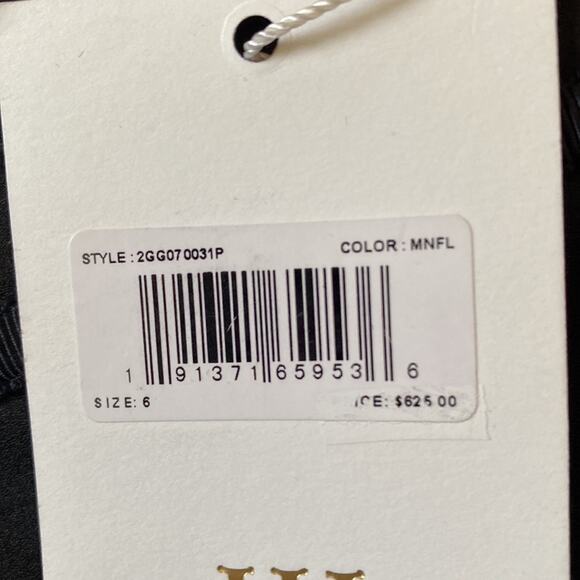 STYLE : 2GG070031P COLOR : MNFL
1 91371 65953 6
SIZE: 6 ICE: $625.00